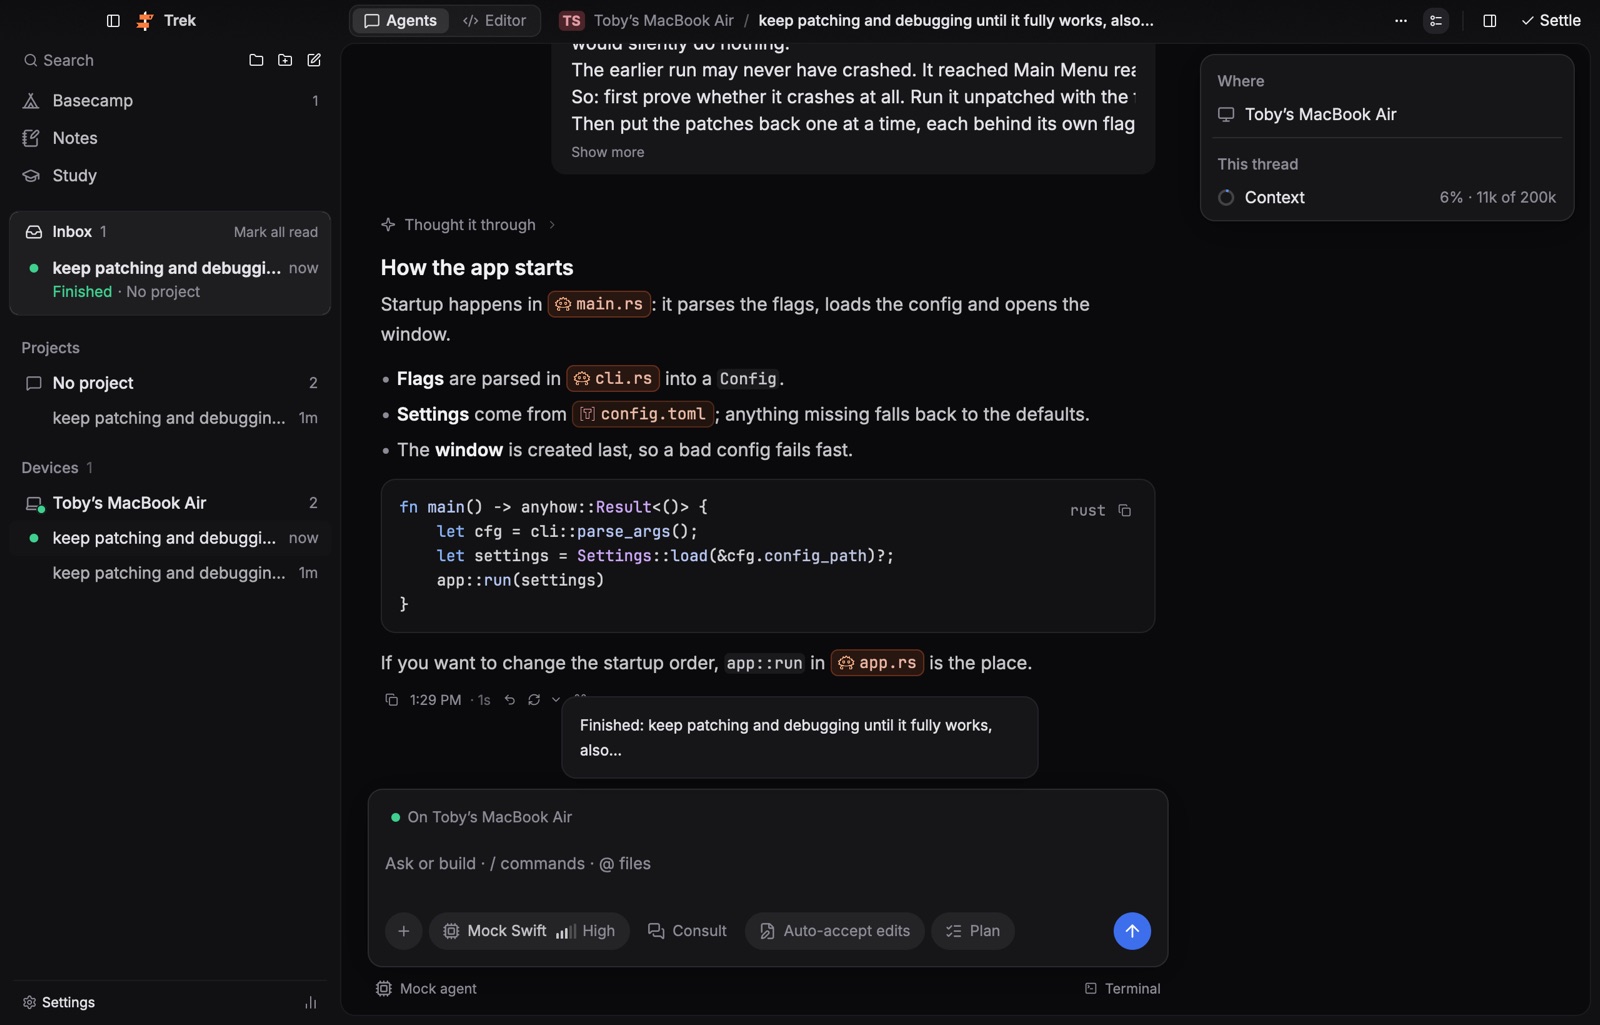 Trek
Agents
Editor
TS Toby's MacBook Air / keep patching and debugging until it fully works, also...
Settle
Search
Basecamp 1
Notes
Study
Inbox 1 Mark all read
keep patching and debuggi... now
Finished · No project
Projects
No project 2
keep patching and debuggin... 1m
Devices 1
Toby's MacBook Air 2
keep patching and debuggi... now
keep patching and debuggin... 1m
Settings
would silently do nothing.
The earlier run may never have crashed. It reached Main Menu rea
So: first prove whether it crashes at all. Run it unpatched with the
Then put the patches back one at a time, each behind its own flag
Show more
Thought it through
How the app starts
Startup happens in main.rs: it parses the flags, loads the config and opens the
window.
• Flags are parsed in cli.rs into a Config.
• Settings come from config.toml; anything missing falls back to the defaults.
• The window is created last, so a bad config fails fast.
rust
fn main() -> anyhow::Result<()> {
    let cfg = cli::parse_args();
    let settings = Settings::load(&cfg.config_path)?;
    app::run(settings)
}
If you want to change the startup order, app::run in app.rs is the place.
1:29 PM · 1s
Finished: keep patching and debugging until it fully works,
also...
On Toby's MacBook Air
Ask or build · / commands · @ files
Mock Swift High
Consult
Auto-accept edits
Plan
Mock agent
Terminal
Where
Toby's MacBook Air
This thread
Context 6% · 11k of 200k